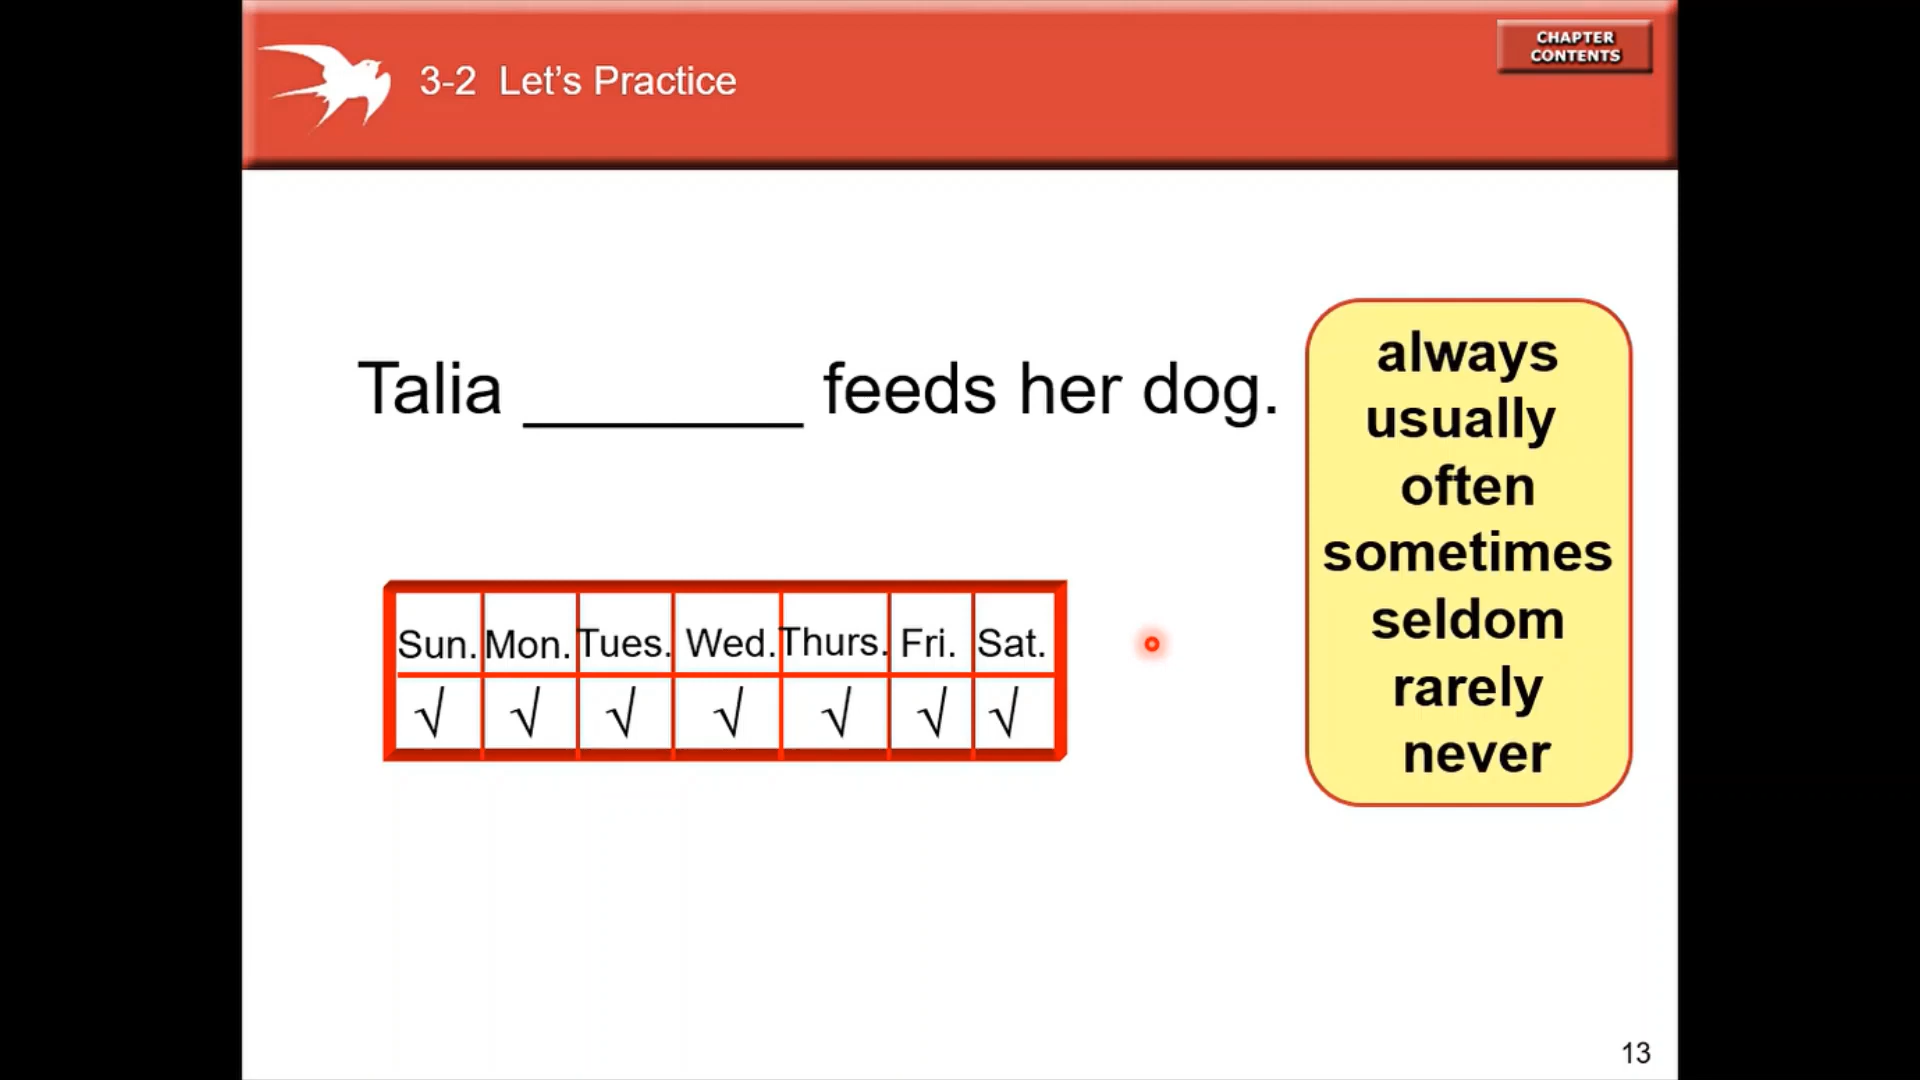 3-2 Let's Practice
CHAPTER
CONTENTS
Talia _______ feeds her dog.
always
usually
often
sometimes
seldom
rarely
never
Sun. Mon. Tues. Wed. Thurs. Fri. Sat.
√ √ √ √ √ √ √
13